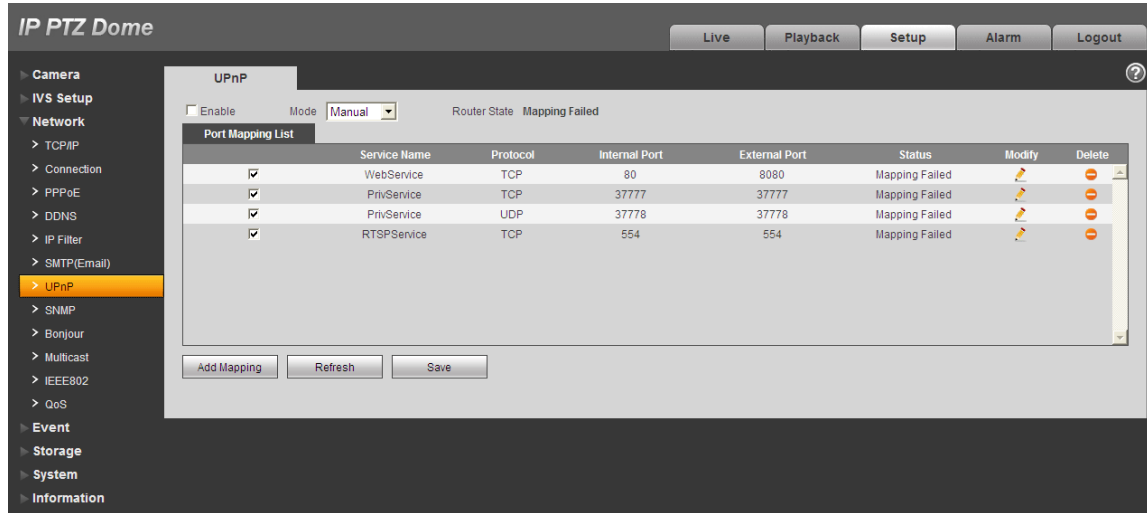 IP PTZ Dome
Live Playback Setup Alarm Logout
Camera
IVS Setup
Network
TCP/IP
Connection
PPPoE
DDNS
IP Filter
SMTP(Email)
UPnP
SNMP
Bonjour
Multicast
IEEE802
QoS
Event
Storage
System
Information
UPnP
?
Enable Mode Manual Router State Mapping Failed
Port Mapping List
Service Name Protocol Internal Port External Port Status Modify Delete
WebService TCP 80 8080 Mapping Failed
PrivService TCP 37777 37777 Mapping Failed
PrivService UDP 37778 37778 Mapping Failed
RTSPService TCP 554 554 Mapping Failed
Add Mapping Refresh Save